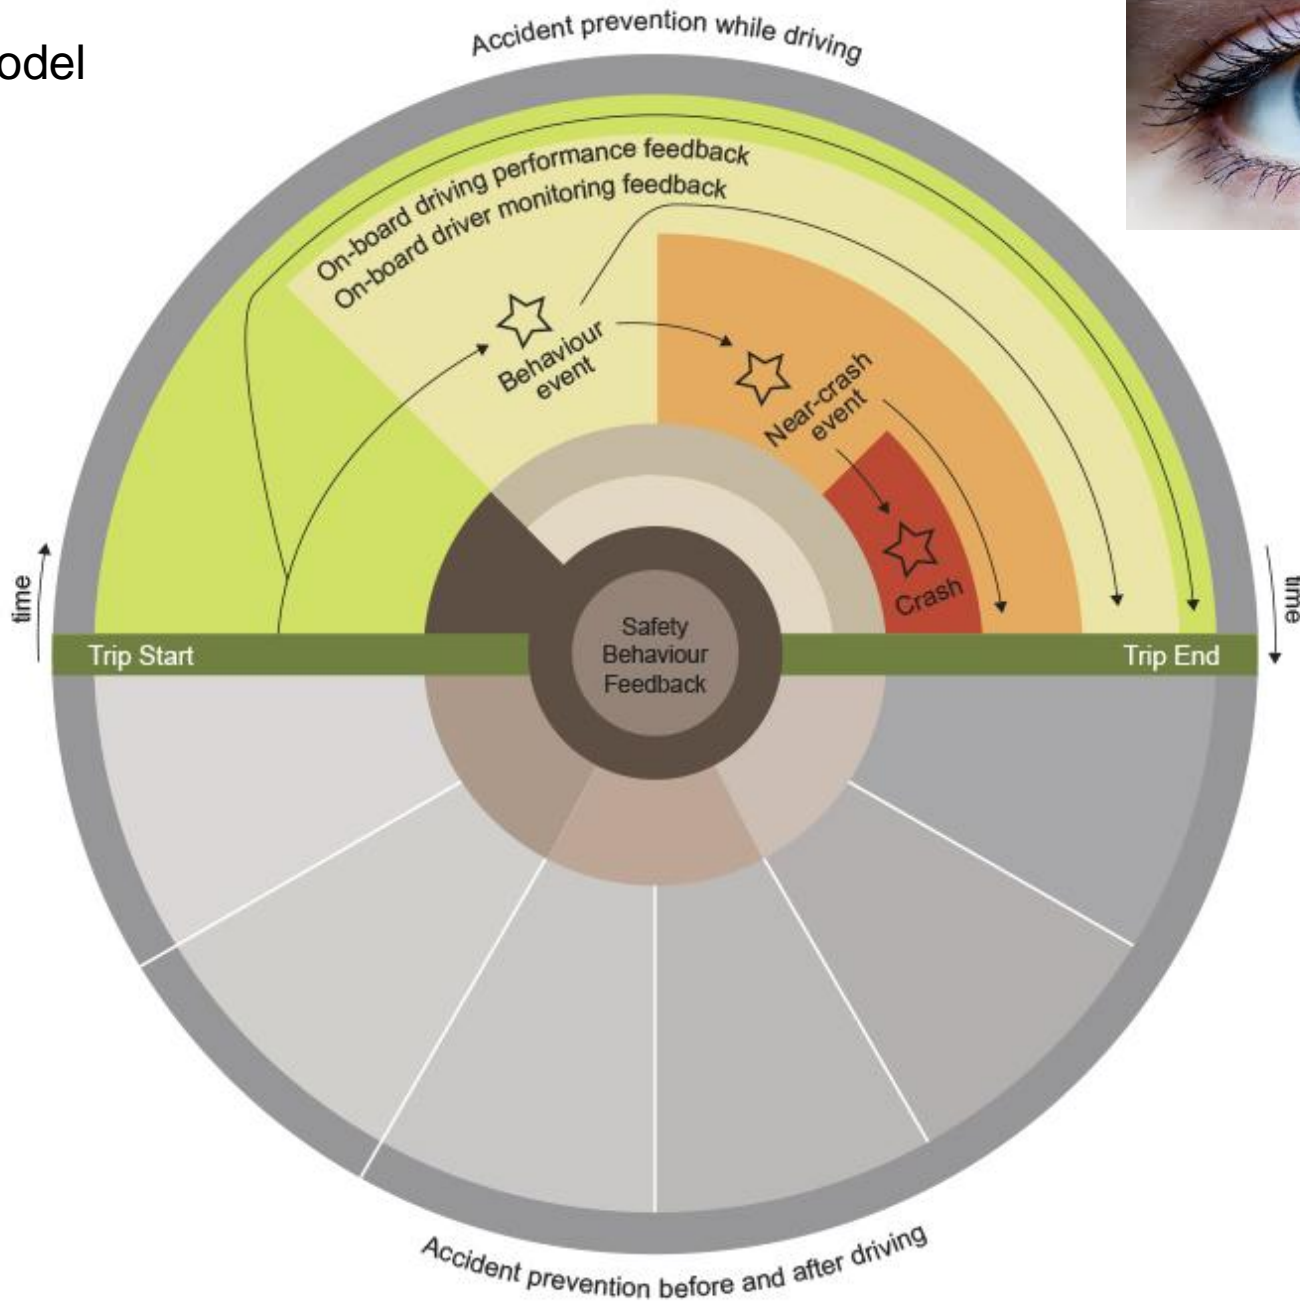 odel
Accident prevention while driving
On-board driving performance feedback
On-board driver monitoring feedback
Behaviour
event
Near-crash
event
Crash
time
time
Trip Start
Trip End
Safety
Behaviour
Feedback
Accident prevention before and after driving